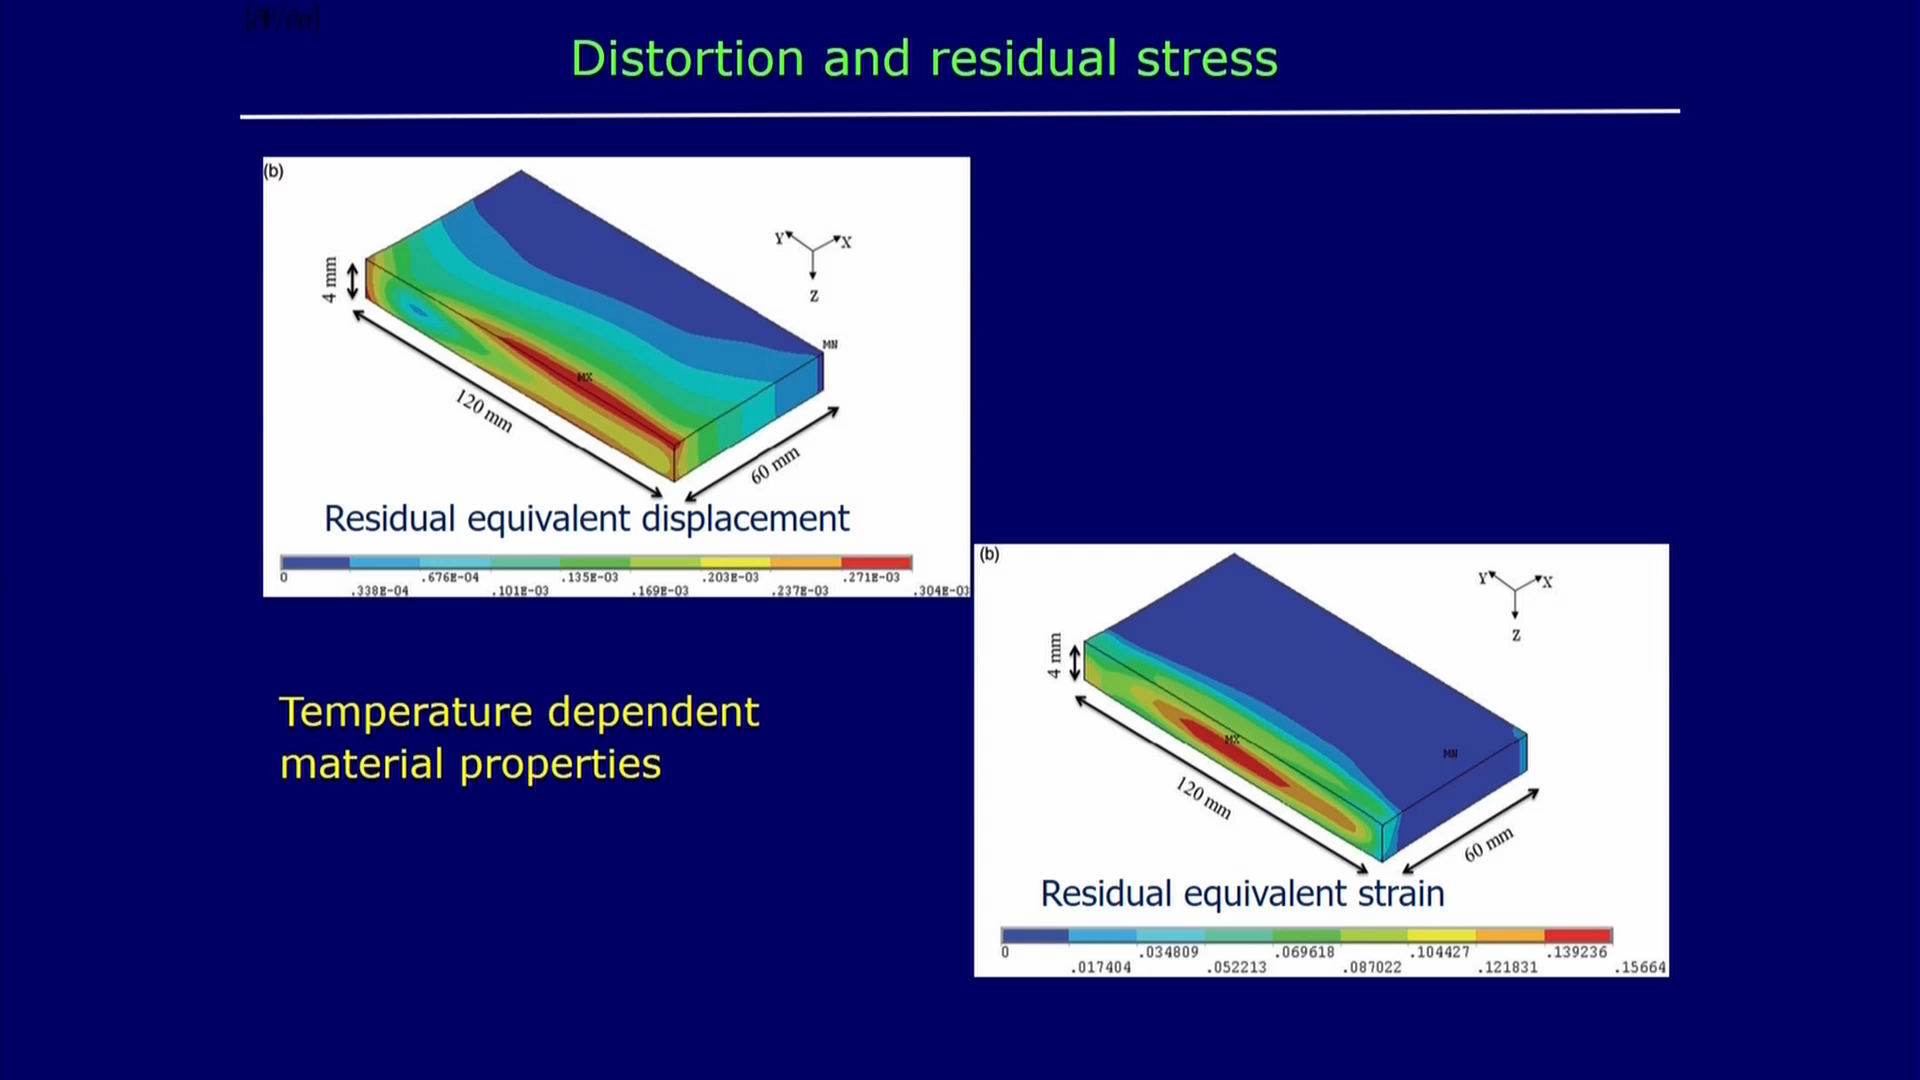 Distortion and residual stress
(b)
Y
X
Z
4 mm
MN
MX
120 mm
60 mm
Residual equivalent displacement
0 .676E-04 .135E-03 .203E-03 .271E-03
.338E-04 .101E-03 .169E-03 .237E-03
(b)
Y
X
Z
4 mm
MX
MN
120 mm
60 mm
Residual equivalent strain
0 .034809 .069618 .104427 .139236
.017404 .052213 .087022 .121831 .15664
Temperature dependent
material properties